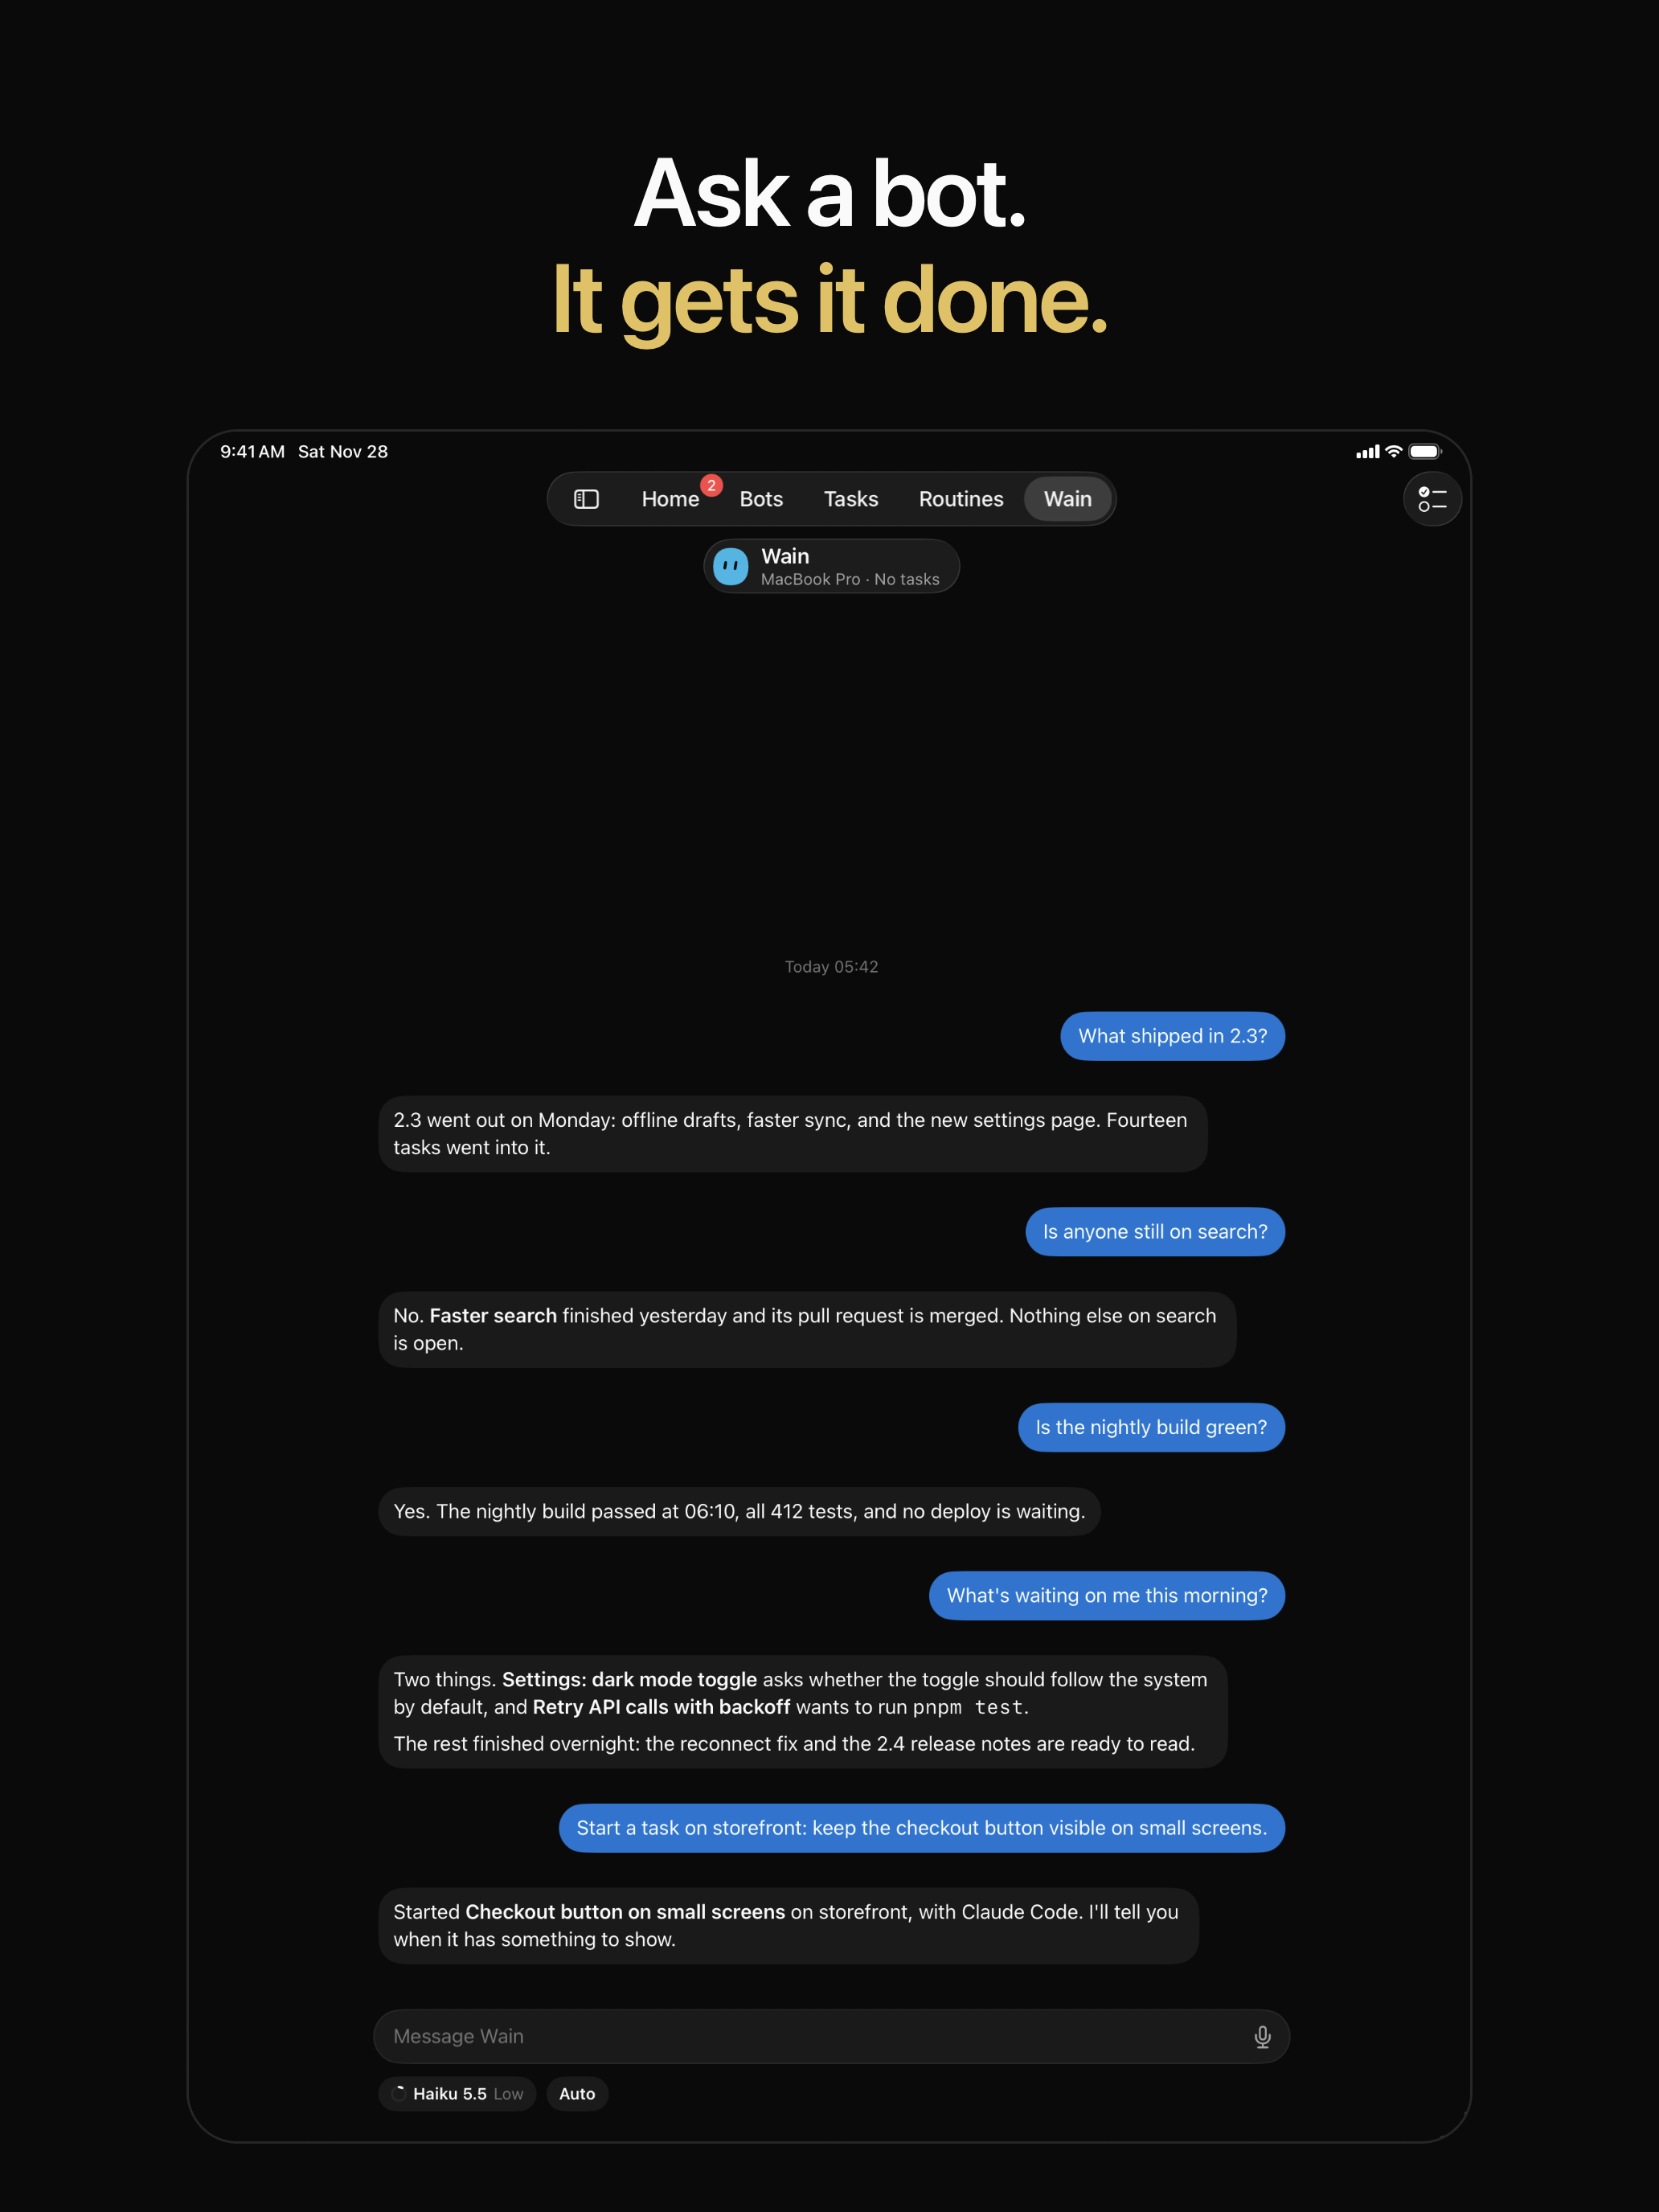 Ask a bot.
It gets it done.
9:41 AM Sat Nov 28
Home 2 Bots Tasks Routines Wain
Wain
MacBook Pro · No tasks
Today 05:42
What shipped in 2.3?
2.3 went out on Monday: offline drafts, faster sync, and the new settings page. Fourteen
tasks went into it.
Is anyone still on search?
No. Faster search finished yesterday and its pull request is merged. Nothing else on search
is open.
Is the nightly build green?
Yes. The nightly build passed at 06:10, all 412 tests, and no deploy is waiting.
What's waiting on me this morning?
Two things. Settings: dark mode toggle asks whether the toggle should follow the system
by default, and Retry API calls with backoff wants to run pnpm test.
The rest finished overnight: the reconnect fix and the 2.4 release notes are ready to read.
Start a task on storefront: keep the checkout button visible on small screens.
Started Checkout button on small screens on storefront, with Claude Code. I'll tell you
when it has something to show.
Message Wain
Haiku 5.5 Low Auto